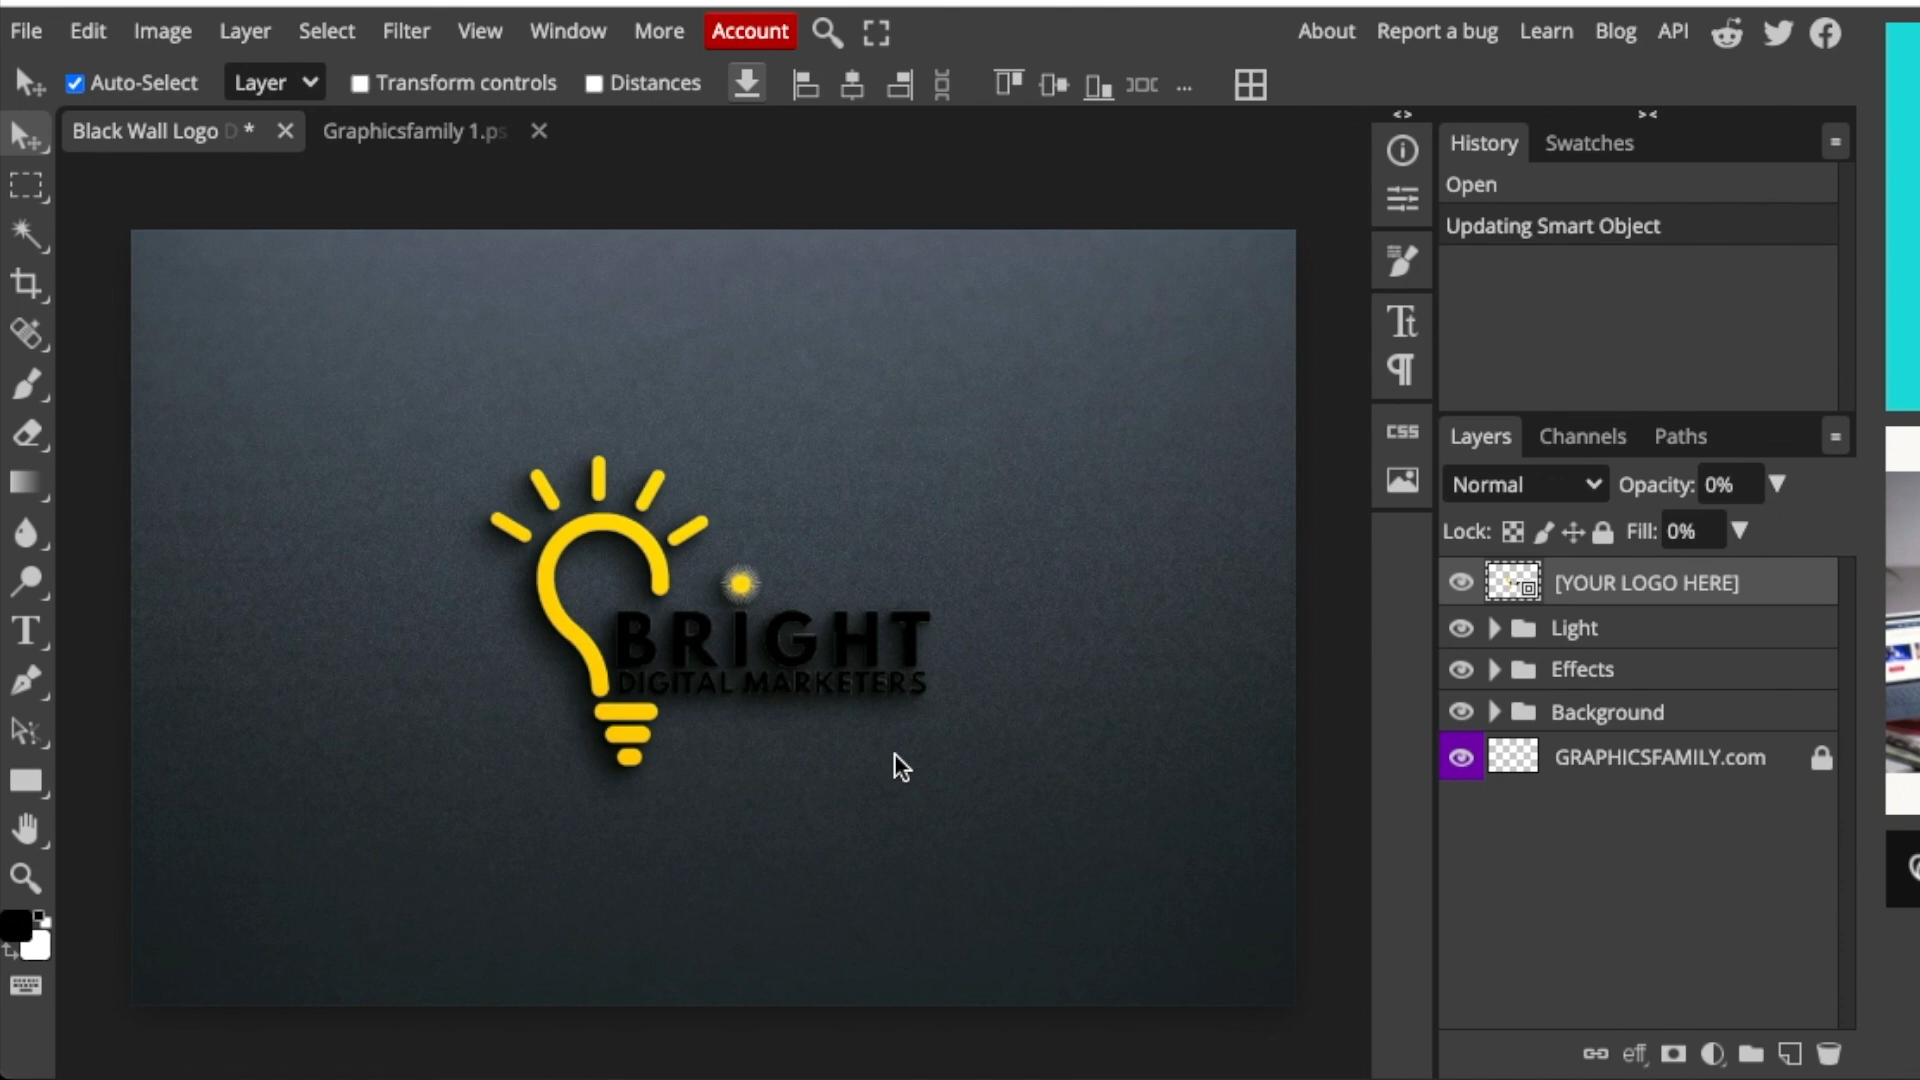 File Edit Image Layer Select Filter View Window More Account
About Report a bug Learn Blog API
Auto-Select Layer Transform controls Distances ...
Black Wall Logo D * Graphicsfamily 1.ps
History Swatches
Open
Updating Smart Object
CSS
Layers Channels Paths
Normal Opacity: 0%
Lock: Fill: 0%
[YOUR LOGO HERE]
Light
Effects
Background
GRAPHICSFAMILY.com
eff
BRIGHT
DIGITAL MARKETERS